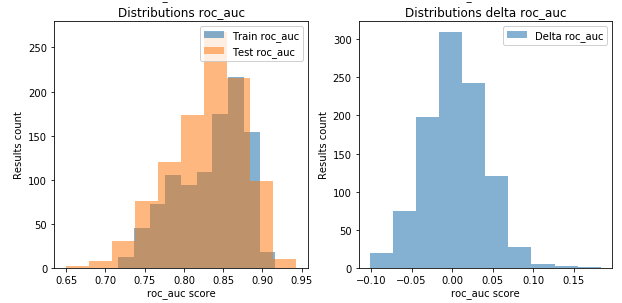 Distributions roc_auc
Train roc_auc
Test roc_auc
Results count
250
200
150
100
50
0
0.65
0.70
0.75
0.80
0.85
0.90
0.95
roc_auc score
Distributions delta roc_auc
Delta roc_auc
Results count
300
250
200
150
100
50
0
−0.10
−0.05
0.00
0.05
0.10
0.15
roc_auc score